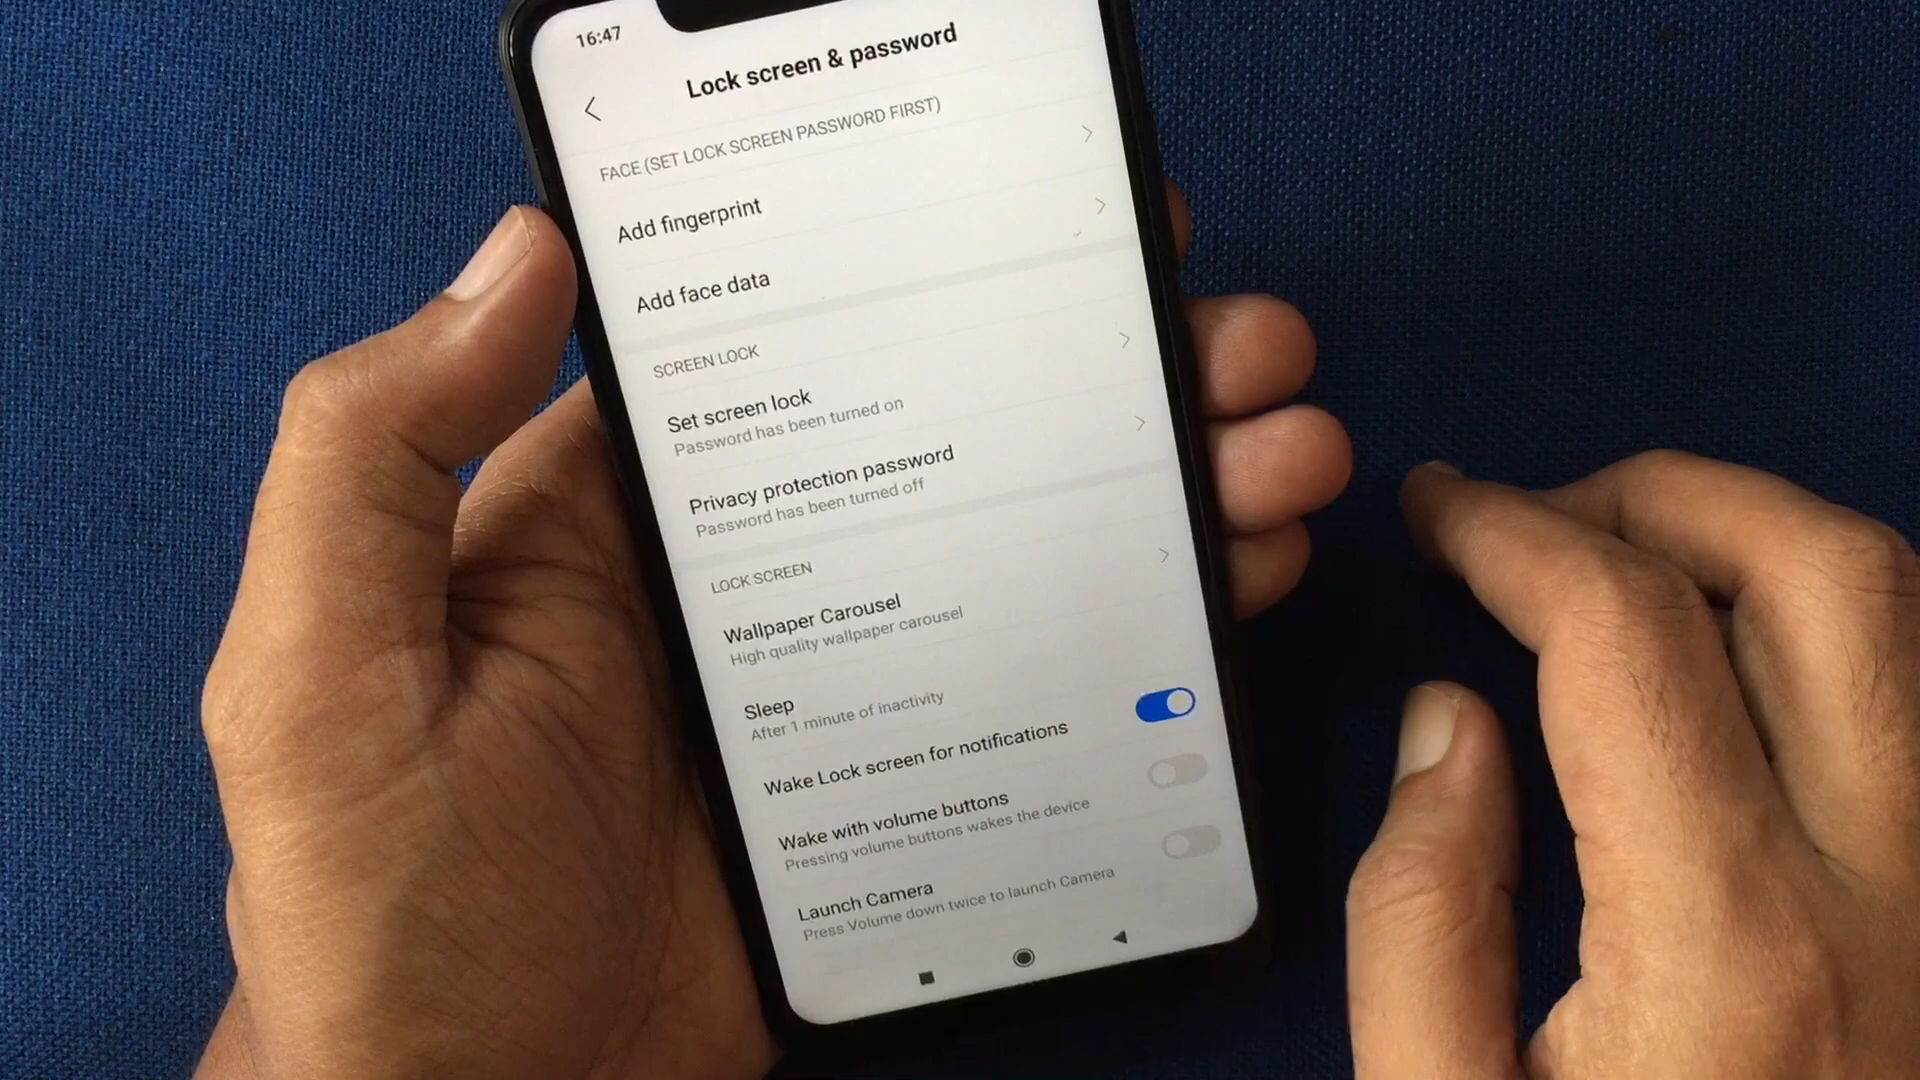 16:47
Lock screen & password
FACE (SET LOCK SCREEN PASSWORD FIRST)
Add fingerprint
Add face data
SCREEN LOCK
Set screen lock
Password has been turned on
Privacy protection password
Password has been turned off
LOCK SCREEN
Wallpaper Carousel
High quality wallpaper carousel
Sleep
After 1 minute of inactivity
Wake Lock screen for notifications
Wake with volume buttons
Pressing volume buttons wakes the device
Launch Camera
Press Volume down twice to launch Camera